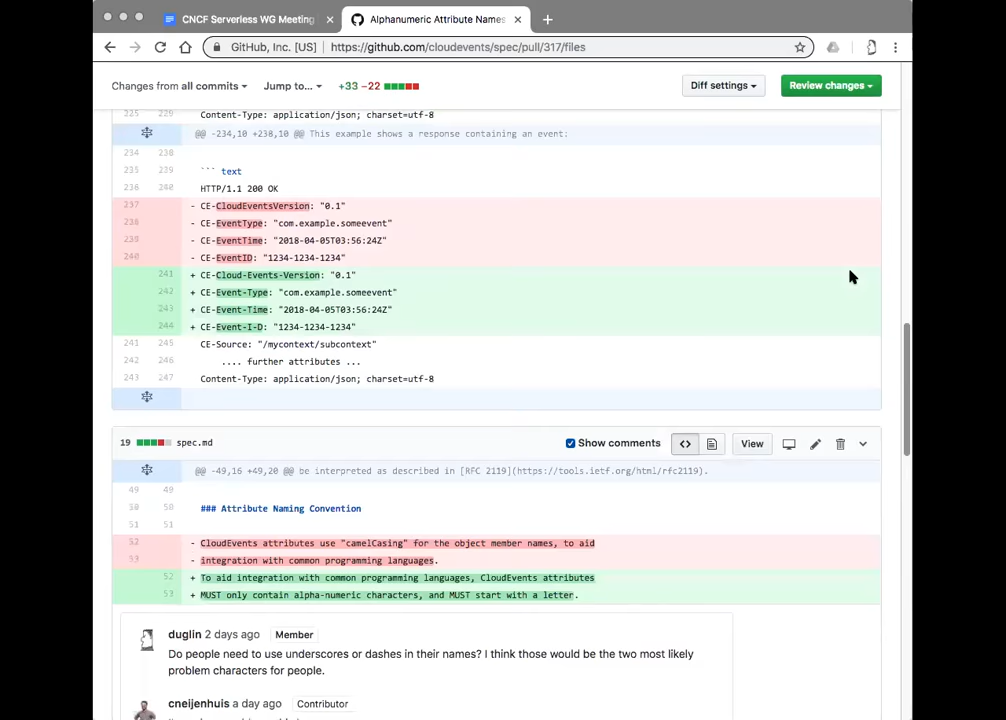 CNCF Serverless WG Meeting
Alphanumeric Attribute Names
GitHub, Inc. [US] | https://github.com/cloudevents/spec/pull/317/files
Changes from all commits Jump to... +33 −22 Diff settings Review changes
225 229 Content-Type: application/json; charset=utf-8
@@ -234,10 +238,10 @@ This example shows a response containing an event:
234 238
235 239 ``` text
236 240 HTTP/1.1 200 OK
237 - CE-CloudEventsVersion: "0.1"
238 - CE-EventType: "com.example.someevent"
239 - CE-EventTime: "2018-04-05T03:56:24Z"
240 - CE-EventID: "1234-1234-1234"
241 + CE-Cloud-Events-Version: "0.1"
242 + CE-Event-Type: "com.example.someevent"
243 + CE-Event-Time: "2018-04-05T03:56:24Z"
244 + CE-Event-I-D: "1234-1234-1234"
241 245 CE-Source: "/mycontext/subcontext"
242 246 .... further attributes ...
243 247 Content-Type: application/json; charset=utf-8
19 spec.md Show comments <> View
@@ -49,16 +49,20 @@ be interpreted as described in [RFC 2119](https://tools.ietf.org/html/rfc2119).
49 49
50 50 ### Attribute Naming Convention
51 51
52 - CloudEvents attributes use "camelCasing" for the object member names, to aid
53 - integration with common programming languages.
52 + To aid integration with common programming languages, CloudEvents attributes
53 + MUST only contain alpha-numeric characters, and MUST start with a letter.
duglin 2 days ago Member
Do people need to use underscores or dashes in their names? I think those would be the two most likely
problem characters for people.
cneijenhuis a day ago Contributor